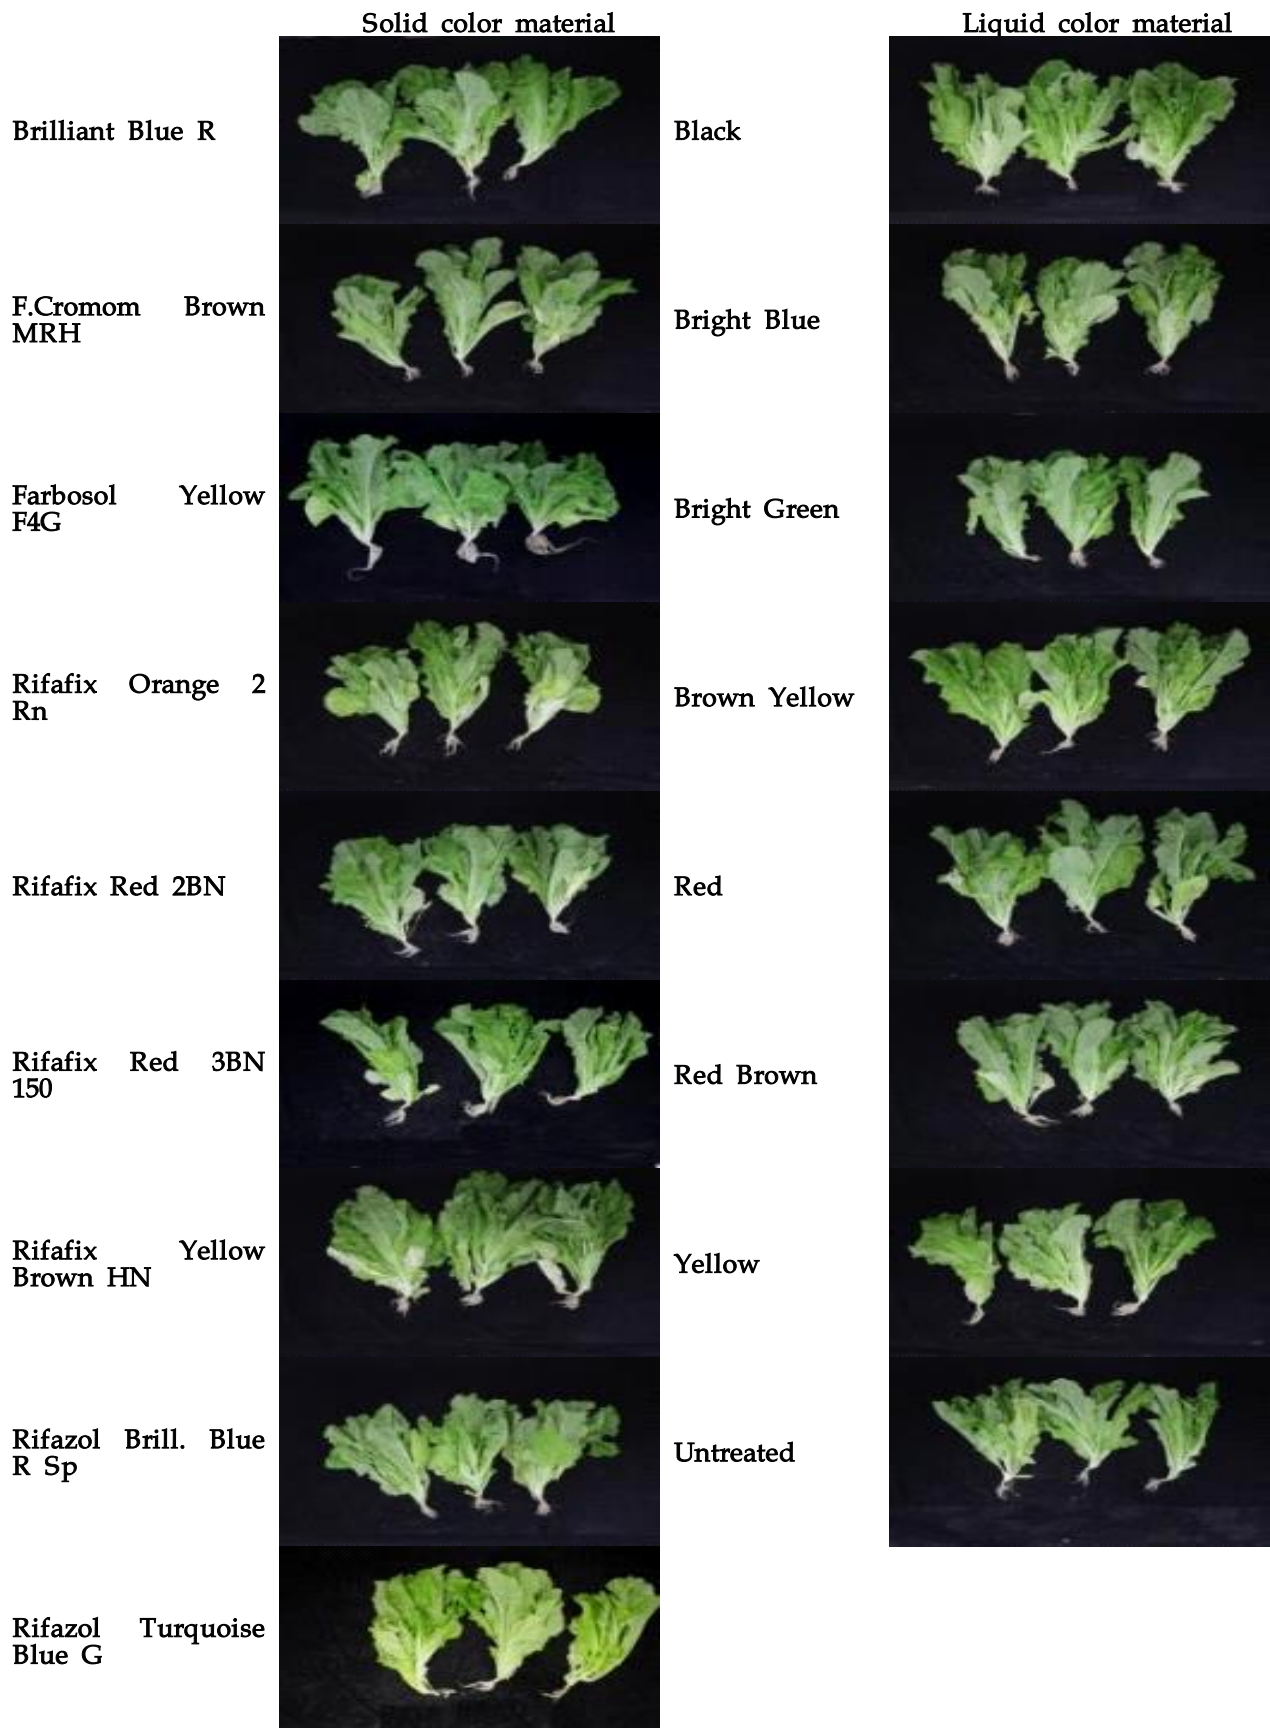 Solid color material
Liquid color material
Brilliant Blue R
Black
F.Cromom Brown
MRH
Bright Blue
Farbosol Yellow
F4G
Bright Green
Rifafix Orange 2
Rn
Brown Yellow
Rifafix Red 2BN
Red
Rifafix Red 3BN
150
Red Brown
Rifafix Yellow
Brown HN
Yellow
Rifazol Brill. Blue
R Sp
Untreated
Rifazol Turquoise
Blue G